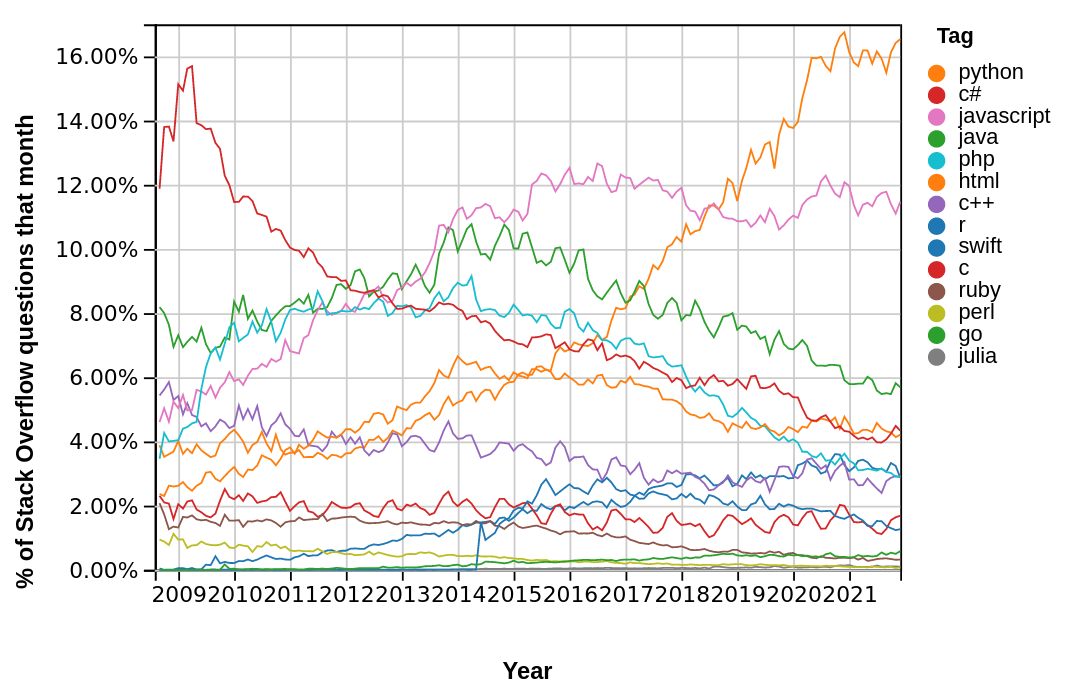 % of Stack Overflow questions that month
16.00%
14.00%
12.00%
10.00%
8.00%
6.00%
4.00%
2.00%
0.00%
2009 2010 2011 2012 2013 2014 2015 2016 2017 2018 2019 2020 2021
Year
Tag
python
c#
javascript
java
php
html
c++
r
swift
c
ruby
perl
go
julia